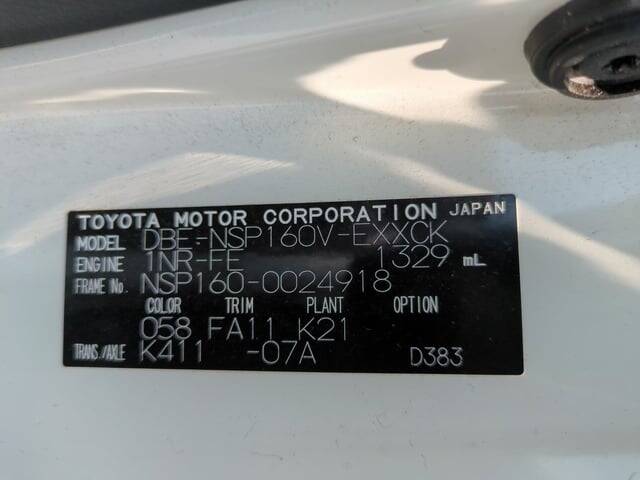 TOYOTA MOTOR CORPORATION JAPAN
MODEL DBE-NSP160V-EXXCK
ENGINE 1NR-FE 1329 mL
FRAME No. NSP160-0024918
COLOR TRIM PLANT OPTION
058 FA11 K21
TRANS./AXLE K411 -07A D383